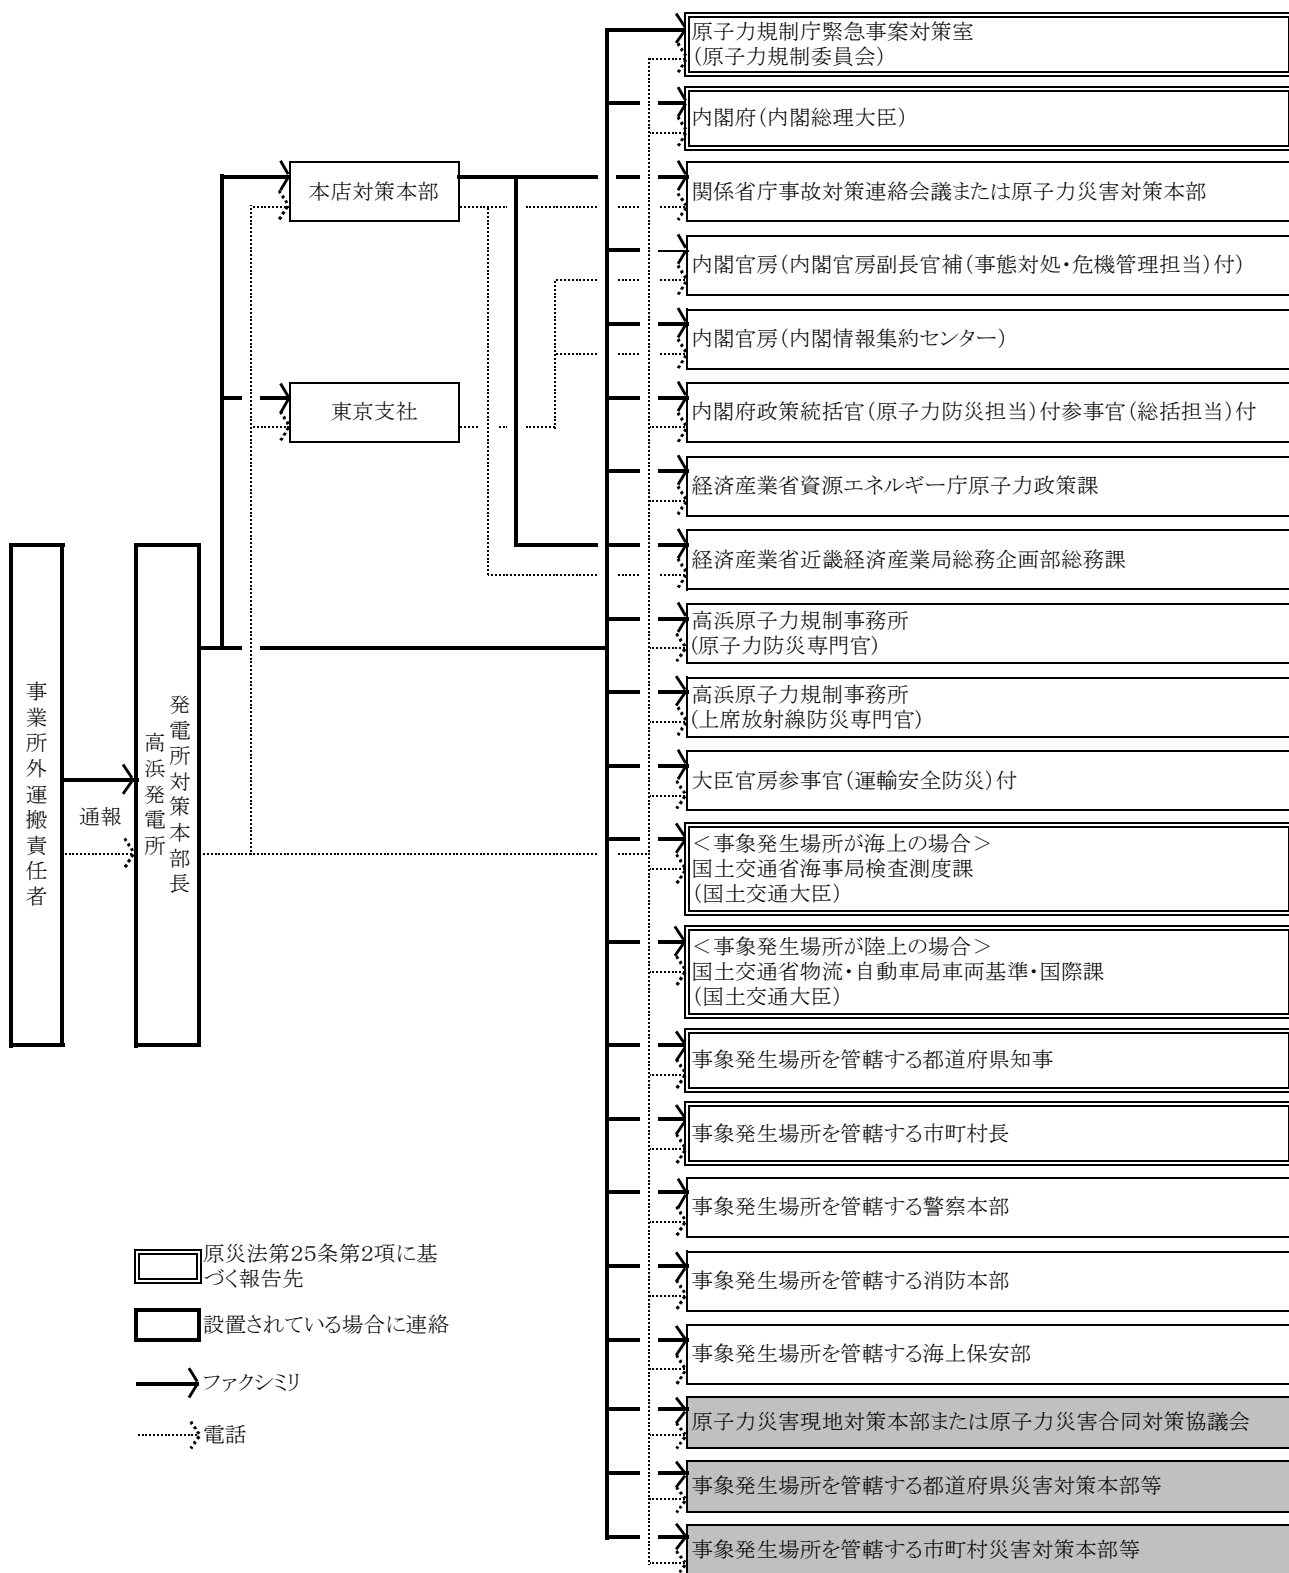 原子力規制庁緊急事案対策室
(原子力規制委員会)
内閣府(内閣総理大臣)
本店対策本部
関係省庁事故対策連絡会議または原子力災害対策本部
内閣官房(内閣官房副長官補(事態対処・危機管理担当)付)
内閣官房(内閣情報集約センター)
東京支社
内閣府政策統括官(原子力防災担当)付参事官(総括担当)付
経済産業省資源エネルギー庁原子力政策課
経済産業省近畿経済産業局総務企画部総務課
高浜原子力規制事務所
(原子力防災専門官)
高浜原子力規制事務所
(上席放射線防災専門官)
大臣官房参事官(運輸安全防災)付
事業所外運搬責任者
通報
発電所対策本部長
高浜発電所
<事象発生場所が海上の場合>
国土交通省海事局検査測度課
(国土交通大臣)
<事象発生場所が陸上の場合>
国土交通省物流・自動車局車両基準・国際課
(国土交通大臣)
事象発生場所を管轄する都道府県知事
事象発生場所を管轄する市町村長
事象発生場所を管轄する警察本部
事象発生場所を管轄する消防本部
事象発生場所を管轄する海上保安部
原子力災害現地対策本部または原子力災害合同対策協議会
事象発生場所を管轄する都道府県災害対策本部等
事象発生場所を管轄する市町村災害対策本部等
原災法第25条第2項に基
づく報告先
設置されている場合に連絡
ファクシミリ
電話